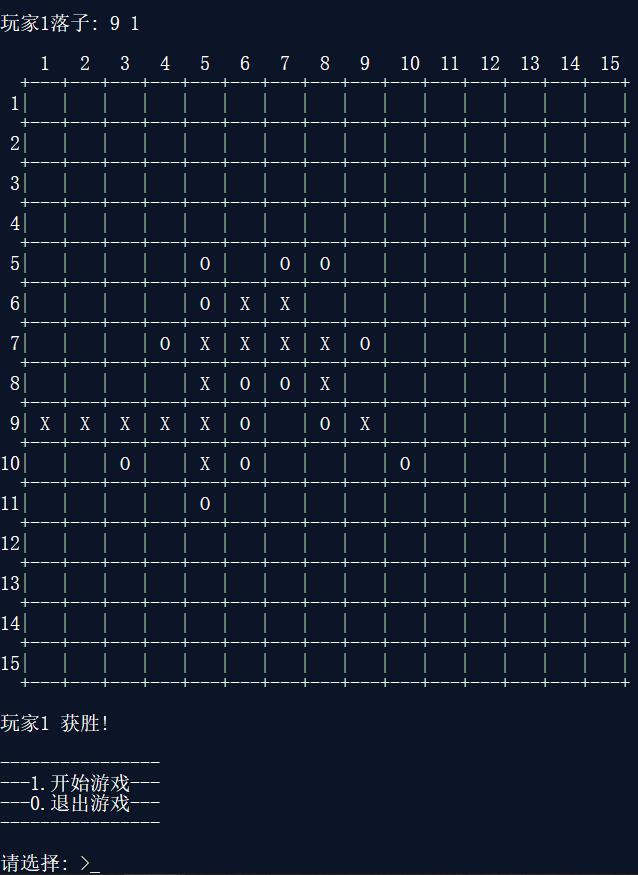 玩家1落子: 9 1
1 2 3 4 5 6 7 8 9 10 11 12 13 14 15
+---+---+---+---+---+---+---+---+---+---+---+---+---+---+---+
1|   |   |   |   |   |   |   |   |   |   |   |   |   |   |   |
+---+---+---+---+---+---+---+---+---+---+---+---+---+---+---+
2|   |   |   |   |   |   |   |   |   |   |   |   |   |   |   |
+---+---+---+---+---+---+---+---+---+---+---+---+---+---+---+
3|   |   |   |   |   |   |   |   |   |   |   |   |   |   |   |
+---+---+---+---+---+---+---+---+---+---+---+---+---+---+---+
4|   |   |   |   |   |   |   |   |   |   |   |   |   |   |   |
+---+---+---+---+---+---+---+---+---+---+---+---+---+---+---+
5|   |   |   |   | O |   | O | O |   |   |   |   |   |   |   |
+---+---+---+---+---+---+---+---+---+---+---+---+---+---+---+
6|   |   |   |   | O | X | X |   |   |   |   |   |   |   |   |
+---+---+---+---+---+---+---+---+---+---+---+---+---+---+---+
7|   |   |   | O | X | X | X | X | O |   |   |   |   |   |   |
+---+---+---+---+---+---+---+---+---+---+---+---+---+---+---+
8|   |   |   |   | X | O | O | X |   |   |   |   |   |   |   |
+---+---+---+---+---+---+---+---+---+---+---+---+---+---+---+
9| X | X | X | X | X | O |   | O | X |   |   |   |   |   |   |
+---+---+---+---+---+---+---+---+---+---+---+---+---+---+---+
10|   |   | O |   | X | O |   |   |   | O |   |   |   |   |   |
+---+---+---+---+---+---+---+---+---+---+---+---+---+---+---+
11|   |   |   |   | O |   |   |   |   |   |   |   |   |   |   |
+---+---+---+---+---+---+---+---+---+---+---+---+---+---+---+
12|   |   |   |   |   |   |   |   |   |   |   |   |   |   |   |
+---+---+---+---+---+---+---+---+---+---+---+---+---+---+---+
13|   |   |   |   |   |   |   |   |   |   |   |   |   |   |   |
+---+---+---+---+---+---+---+---+---+---+---+---+---+---+---+
14|   |   |   |   |   |   |   |   |   |   |   |   |   |   |   |
+---+---+---+---+---+---+---+---+---+---+---+---+---+---+---+
15|   |   |   |   |   |   |   |   |   |   |   |   |   |   |   |
+---+---+---+---+---+---+---+---+---+---+---+---+---+---+---+
玩家1 获胜!
----------------
---1.开始游戏---
---0.退出游戏---
----------------
请选择: >_